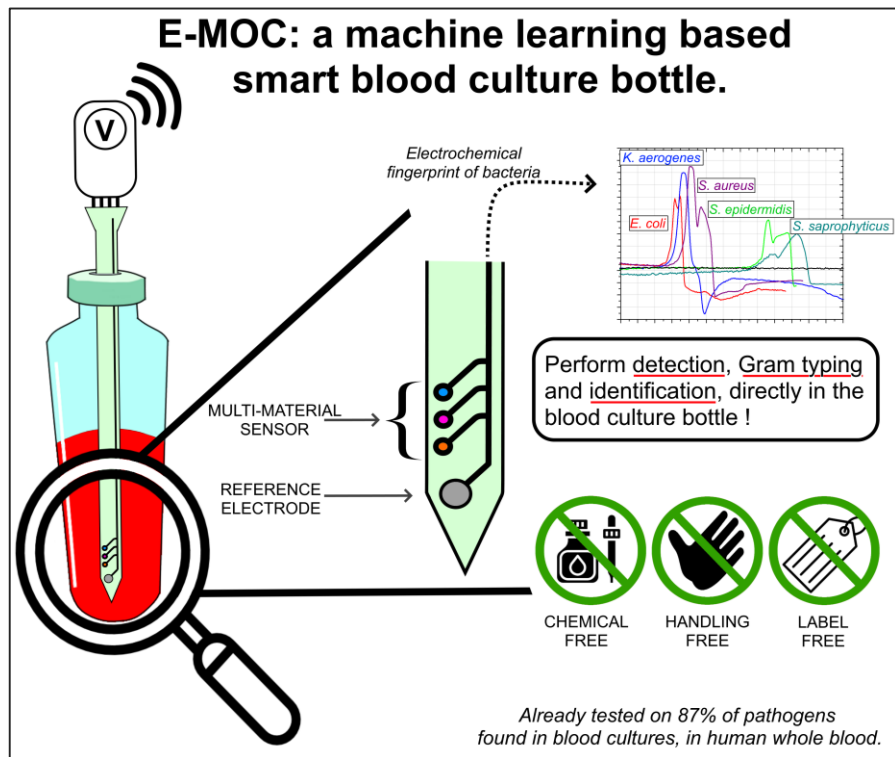 E-MOC: a machine learning based
smart blood culture bottle.
V
Electrochemical
fingerprint of bacteria
K. aerogenes
S. aureus
S. epidermidis
E. coli
S. saprophyticus
MULTI-MATERIAL
SENSOR
REFERENCE
ELECTRODE
Perform detection, Gram typing
and identification, directly in the
blood culture bottle !
CHEMICAL
FREE
HANDLING
FREE
LABEL
FREE
Already tested on 87% of pathogens
found in blood cultures, in human whole blood.